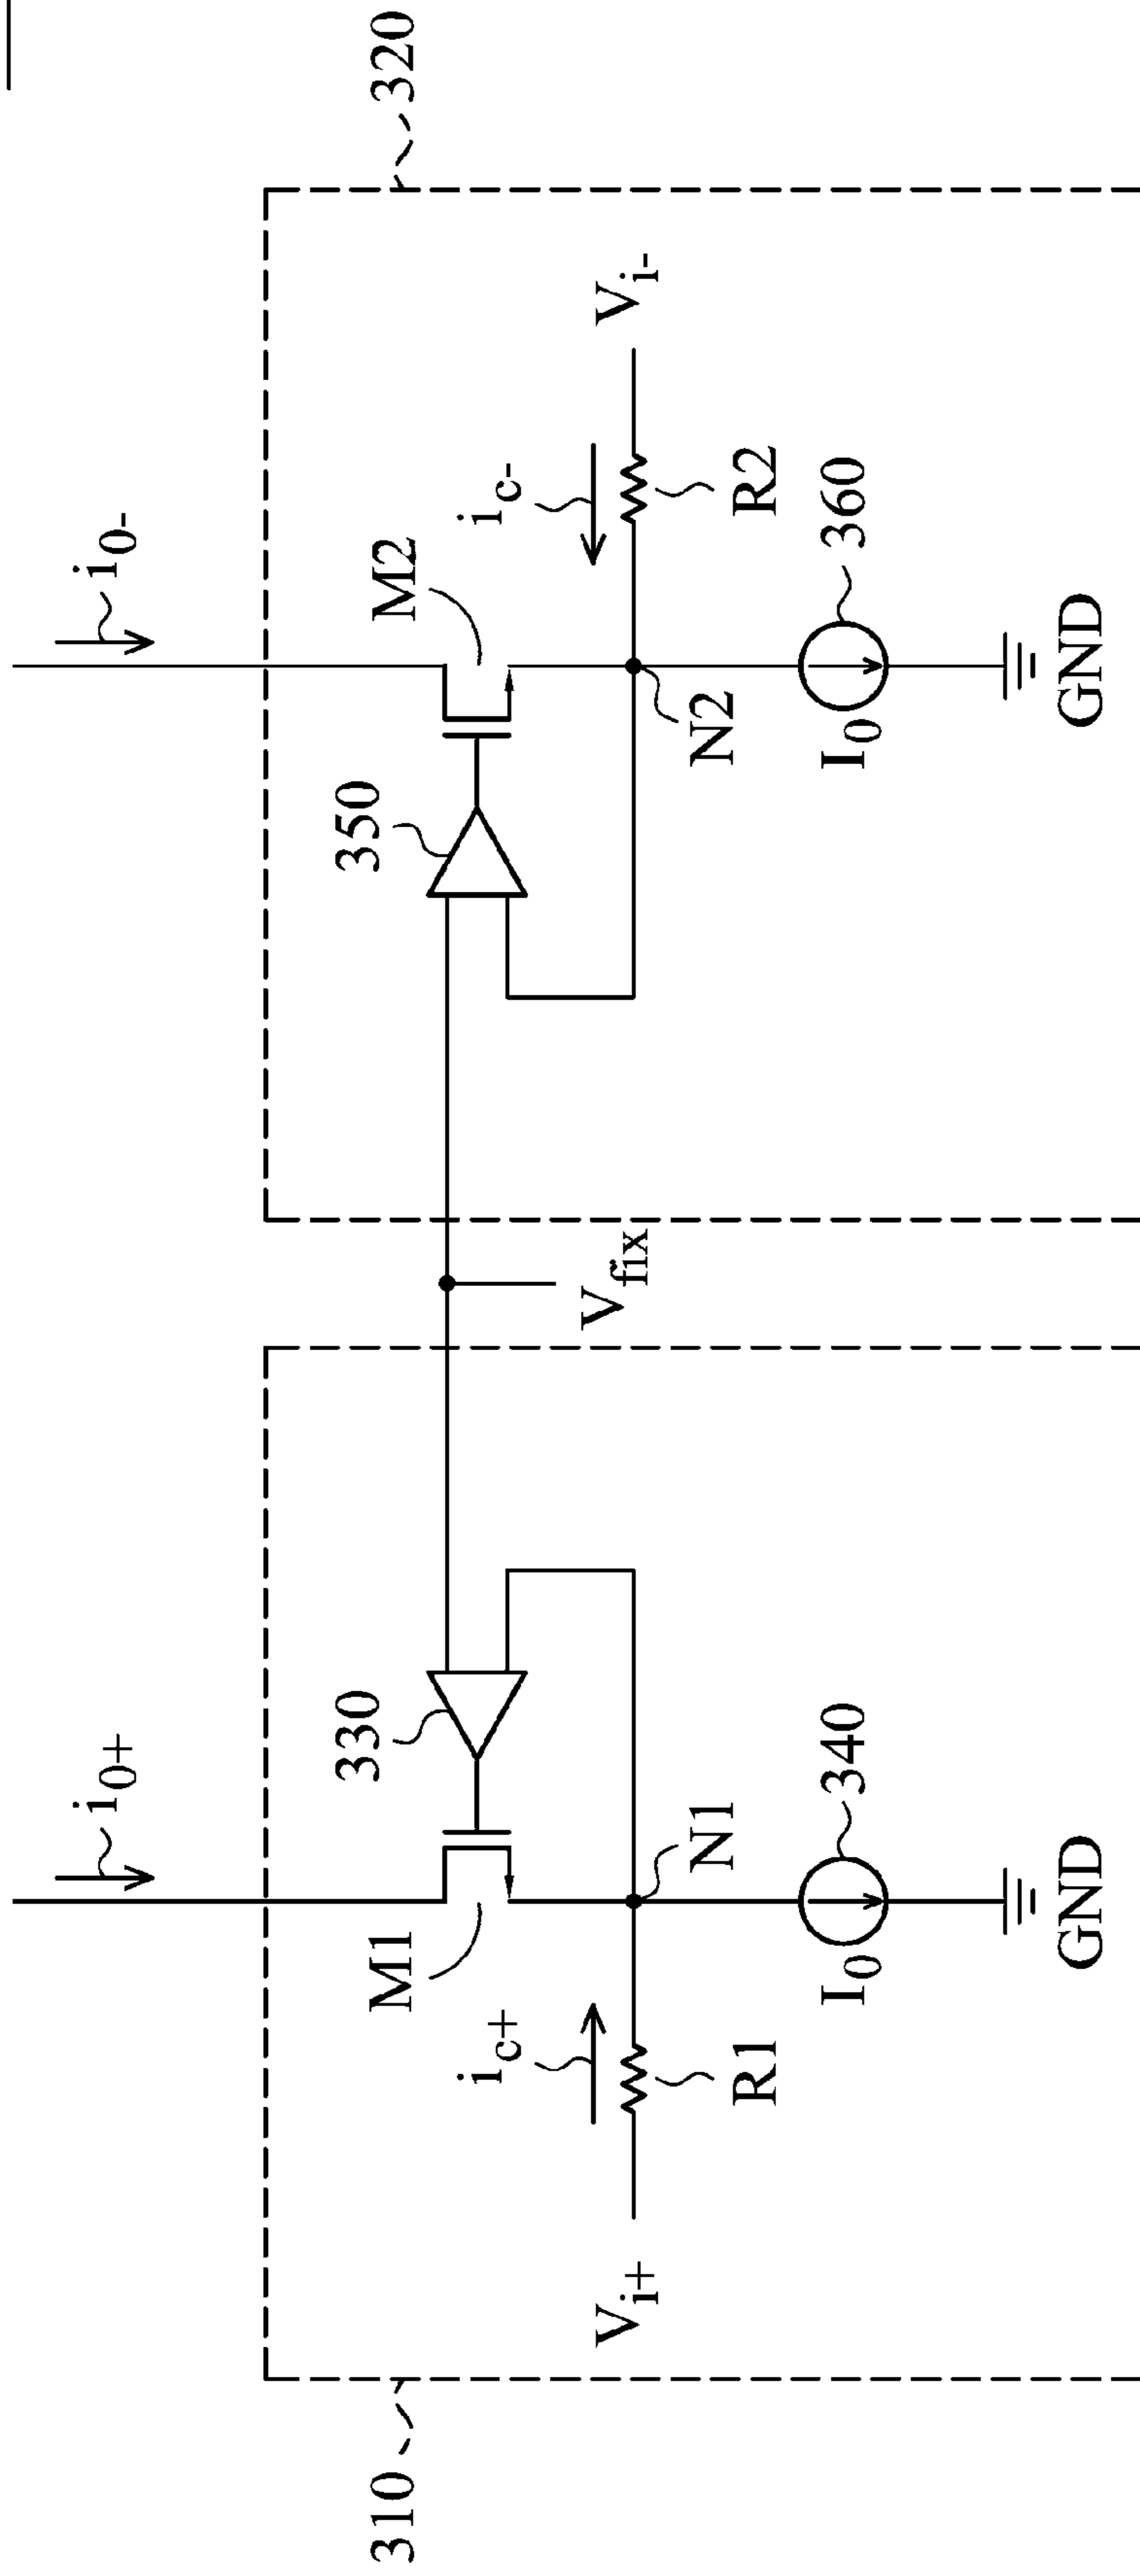 i0+
i0-
310
320
M1
330
350
M2
ic+
ic-
Vi+
Vfix
Vi-
R1
N1
N2
R2
I0
340
I0
360
GND
GND